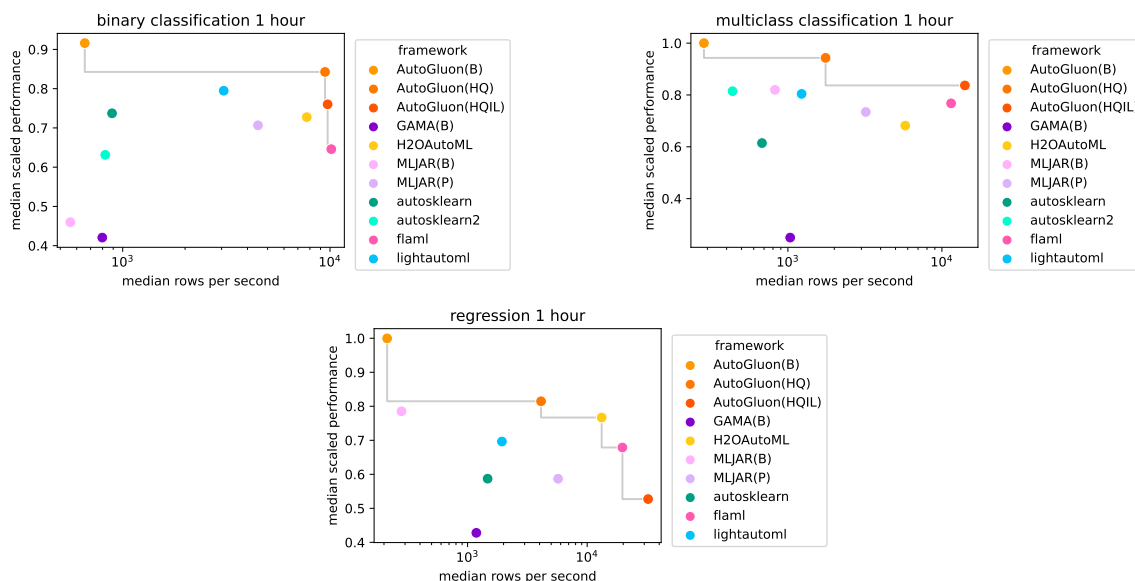 binary classification 1 hour
0.9
0.8
0.7
0.6
0.5
0.4
median scaled performance
10³
10⁴
median rows per second
framework
AutoGluon(B)
AutoGluon(HQ)
AutoGluon(HQIL)
GAMA(B)
H2OAutoML
MLJAR(B)
MLJAR(P)
autosklearn
autosklearn2
flaml
lightautoml
multiclass classification 1 hour
1.0
0.8
0.6
0.4
median scaled performance
10³
10⁴
median rows per second
framework
AutoGluon(B)
AutoGluon(HQ)
AutoGluon(HQIL)
GAMA(B)
H2OAutoML
MLJAR(B)
MLJAR(P)
autosklearn
autosklearn2
flaml
lightautoml
regression 1 hour
1.0
0.9
0.8
0.7
0.6
0.5
0.4
median scaled performance
10³
10⁴
median rows per second
framework
AutoGluon(B)
AutoGluon(HQ)
AutoGluon(HQIL)
GAMA(B)
H2OAutoML
MLJAR(B)
MLJAR(P)
autosklearn
flaml
lightautoml